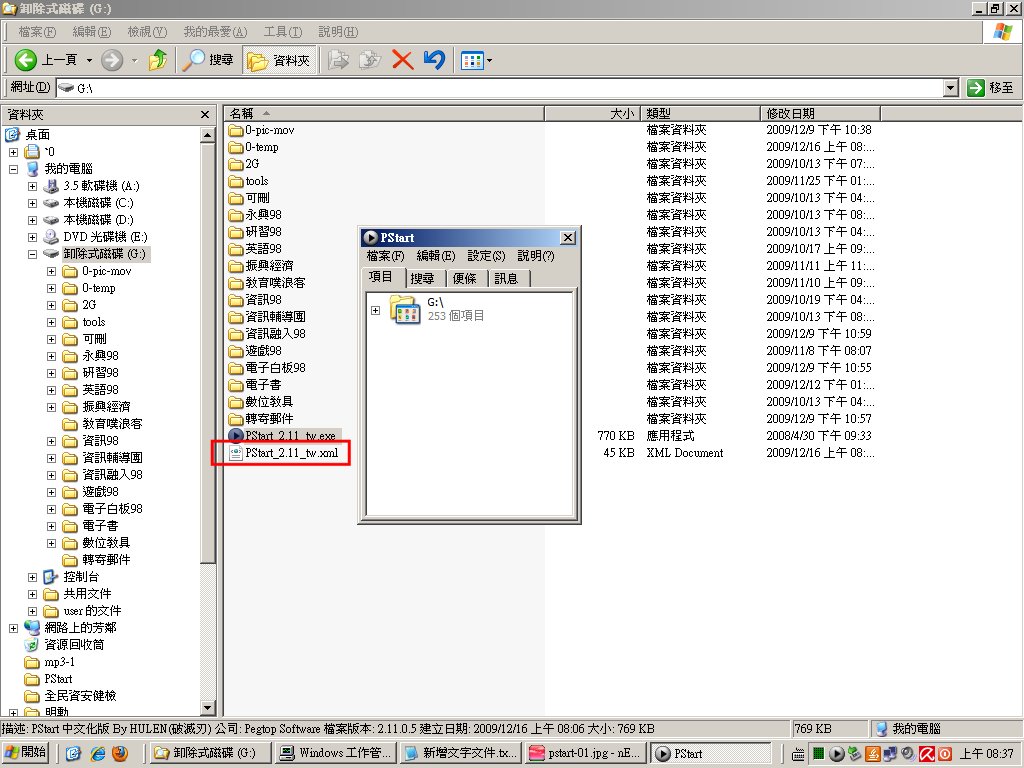 卸除式磁碟 (G:)
檔案(F) 編輯(E) 檢視(V) 我的最愛(A) 工具(T) 說明(H)
上一頁 搜尋 資料夾
網址(D) G:\ 移至
資料夾
桌面
`0
我的電腦
3.5 軟碟機 (A:)
本機磁碟 (C:)
本機磁碟 (D:)
DVD 光碟機 (E:)
卸除式磁碟 (G:)
0-pic-mov
0-temp
2G
tools
可刪
永興98
研習98
英語98
振興經濟
教育噗浪客
資訊98
資訊輔導團
資訊融入98
遊戲98
電子白板98
電子書
數位教具
轉寄郵件
控制台
共用文件
user 的文件
網路上的芳鄰
資源回收筒
mp3-1
PStart
全民資安健檢
明動
名稱 大小 類型 修改日期
0-pic-mov 檔案資料夾 2009/12/9 下午 10:38
0-temp 檔案資料夾 2009/12/16 上午 08:...
2G 檔案資料夾 2009/10/13 下午 07:...
tools 檔案資料夾 2009/11/25 下午 01:...
可刪 檔案資料夾 2009/10/13 下午 04:...
永興98 檔案資料夾 2009/10/13 下午 08:...
研習98 檔案資料夾 2009/10/13 下午 04:...
英語98 檔案資料夾 2009/10/17 上午 09:...
振興經濟 檔案資料夾 2009/11/11 上午 11:...
教育噗浪客 檔案資料夾 2009/11/10 上午 09:...
資訊98 檔案資料夾 2009/10/19 下午 04:...
資訊輔導團 檔案資料夾 2009/10/13 下午 08:...
資訊融入98 檔案資料夾 2009/12/9 下午 10:59
遊戲98 檔案資料夾 2009/11/8 下午 08:07
電子白板98 檔案資料夾 2009/12/9 下午 10:55
電子書 檔案資料夾 2009/12/12 下午 01:...
數位教具 檔案資料夾 2009/10/13 下午 04:...
轉寄郵件 檔案資料夾 2009/12/9 下午 10:57
PStart_2.11_tw.exe 770 KB 應用程式 2008/4/30 下午 09:33
PStart_2.11_tw.xml 45 KB XML Document 2009/12/16 上午 08:...
PStart
檔案(F) 編輯(E) 設定(S) 說明(?)
項目 搜尋 便條 訊息
G:\
253 個項目
描述: PStart 中文化版 By HULEN(破滅刃) 公司: Pegtop Software 檔案版本: 2.11.0.5 建立日期: 2009/12/16 上午 08:06 大小: 769 KB 769 KB 我的電腦
開始 卸除式磁碟 (G:) Windows 工作管... 新增文字文件.tx... pstart-01.jpg - nE... PStart 上午 08:37